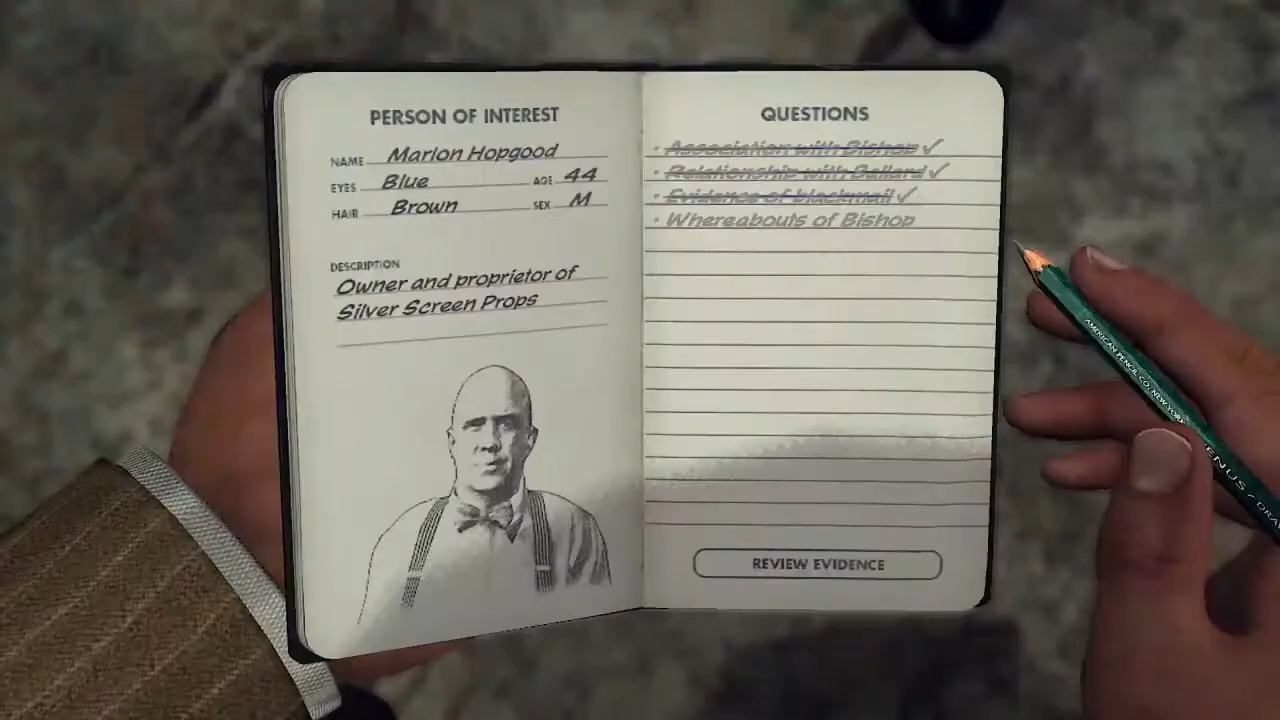 PERSON OF INTEREST
NAME Marlon Hopgood
EYES Blue AGE 44
HAIR Brown SEX M
DESCRIPTION
Owner and proprietor of
Silver Screen Props
QUESTIONS
· Association with Bishop ✓
· Relationship with Ballard ✓
· Evidence of blackmail ✓
· Whereabouts of Bishop
REVIEW EVIDENCE
AMERICAN PENCIL CO. NEW YORK
VENUS / DRAW